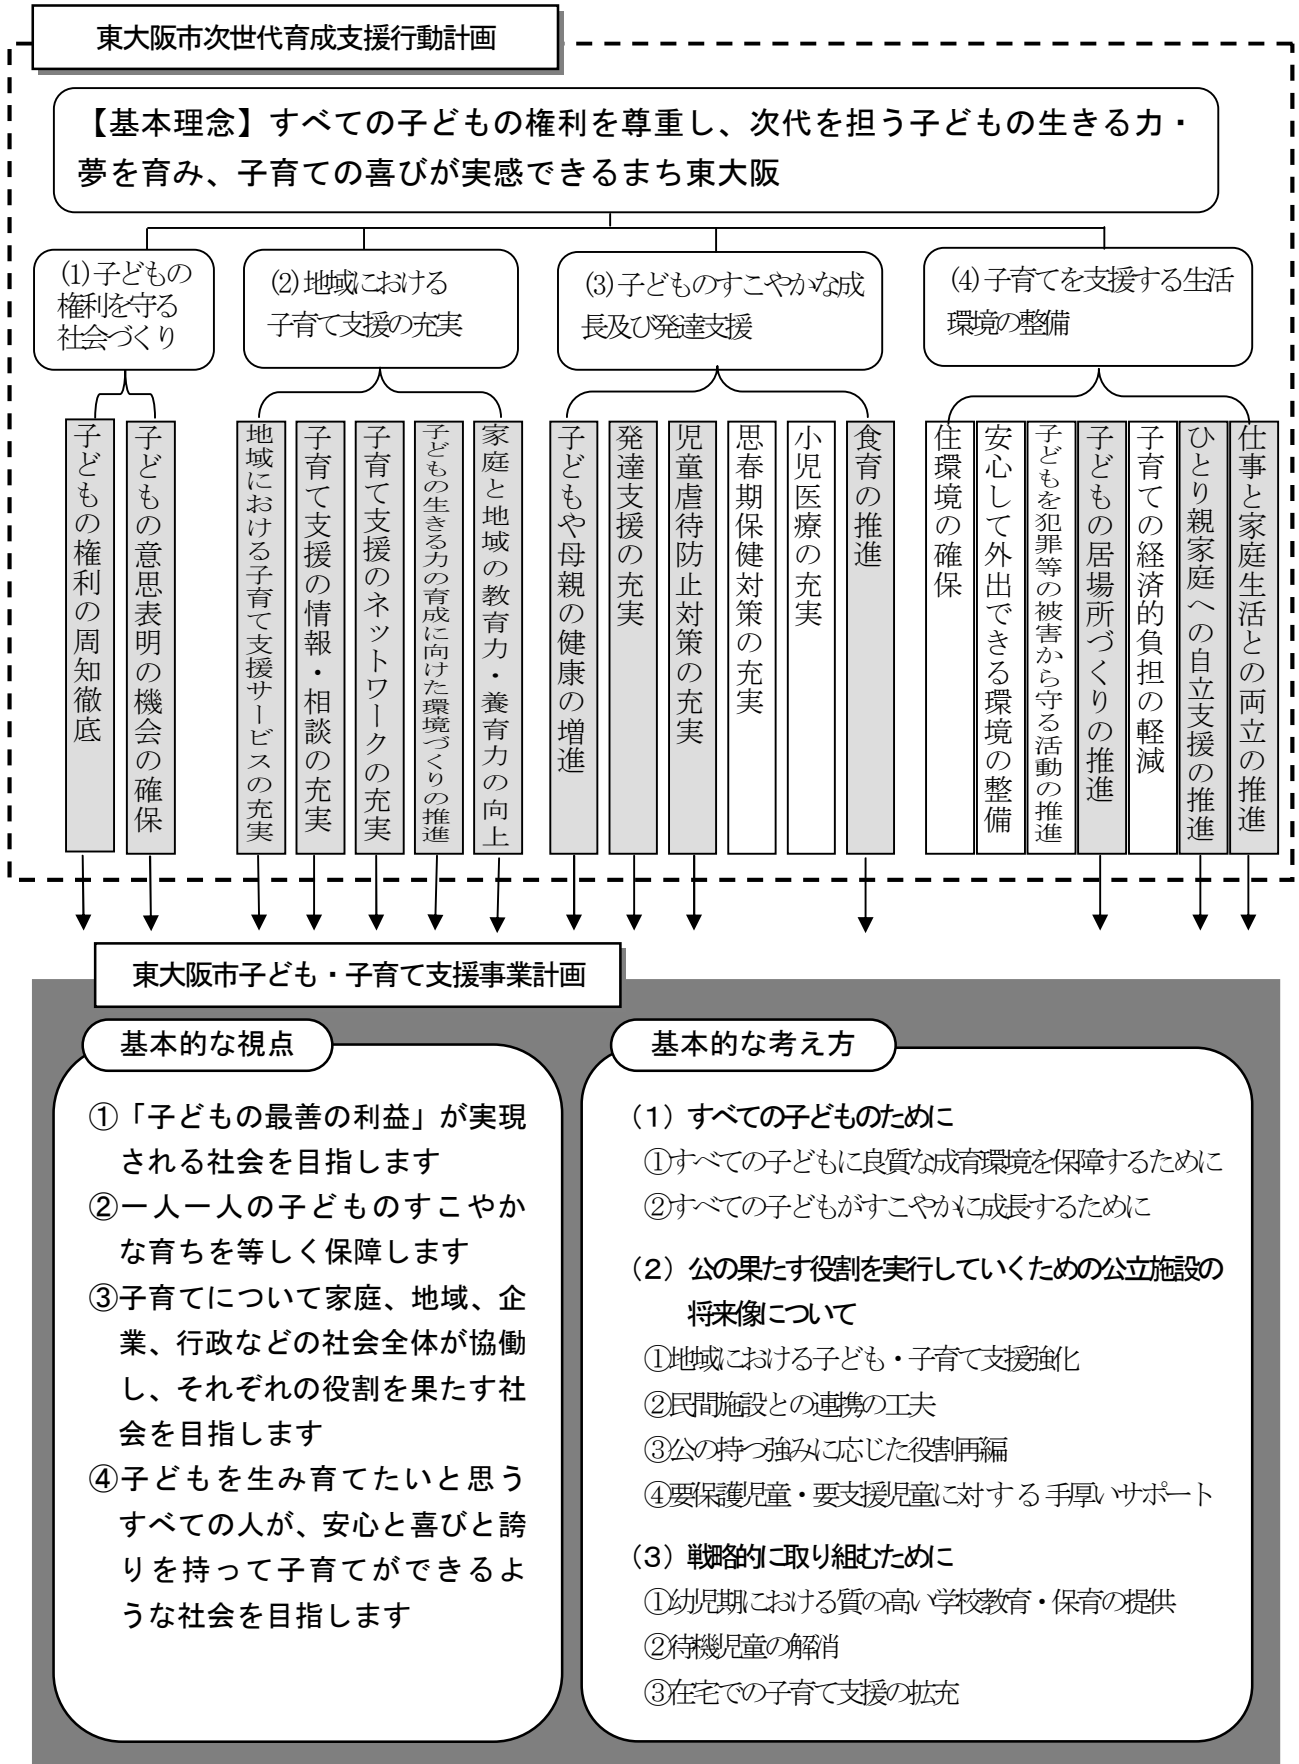 東大阪市次世代育成支援行動計画
【基本理念】すべての子どもの権利を尊重し、次代を担う子どもの生きる力・
夢を育み、子育ての喜びが実感できるまち東大阪
(1)子どもの
権利を守る
社会づくり
(2)地域における
子育て支援の充実
(3)子どものすこやかな成
長及び発達支援
(4)子育てを支援する生活
環境の整備
子どもの権利の周知徹底
子どもの意思表明の機会の確保
地域における子育て支援サービスの充実
子育て支援の情報・相談の充実
子育て支援のネットワークの充実
子どもの生きる力の育成に向けた環境づくりの推進
家庭と地域の教育力・養育力の向上
子どもや母親の健康の増進
発達支援の充実
児童虐待防止対策の充実
思春期保健対策の充実
小児医療の充実
食育の推進
住環境の確保
安心して外出できる環境の整備
子どもを犯罪等の被害から守る活動の推進
子どもの居場所づくりの推進
子育ての経済的負担の軽減
ひとり親家庭への自立支援の推進
仕事と家庭生活との両立の推進
東大阪市子ども・子育て支援事業計画
基本的な視点
①「子どもの最善の利益」が実現
される社会を目指します
②一人一人の子どものすこやか
な育ちを等しく保障します
③子育てについて家庭、地域、企
業、行政などの社会全体が協働
し、それぞれの役割を果たす社
会を目指します
④子どもを生み育てたいと思う
すべての人が、安心と喜びと誇
りを持って子育てができるよ
うな社会を目指します
基本的な考え方
(1) すべての子どものために
①すべての子どもに良質な成育環境を保障するために
②すべての子どもがすこやかに成長するために
(2) 公の果たす役割を実行していくための公立施設の
将来像について
①地域における子ども・子育て支援強化
②民間施設との連携の工夫
③公の持つ強みに応じた役割再編
④要保護児童・要支援児童に対する手厚いサポート
(3) 戦略的に取り組むために
①幼児期における質の高い学校教育・保育の提供
②待機児童の解消
③在宅での子育て支援の拡充